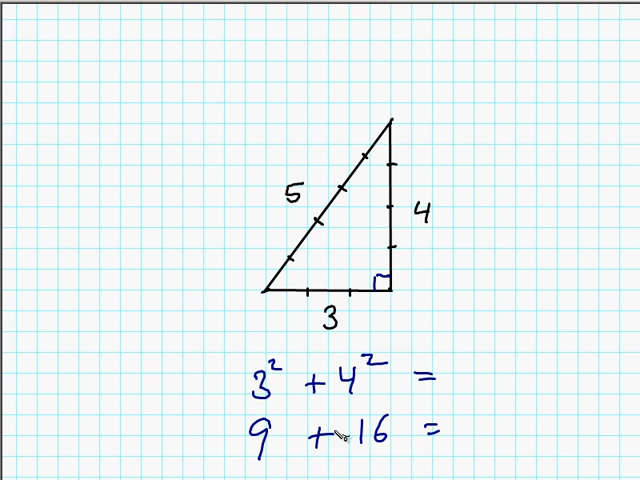 5
4
3
3² + 4² =
9 + 16 =